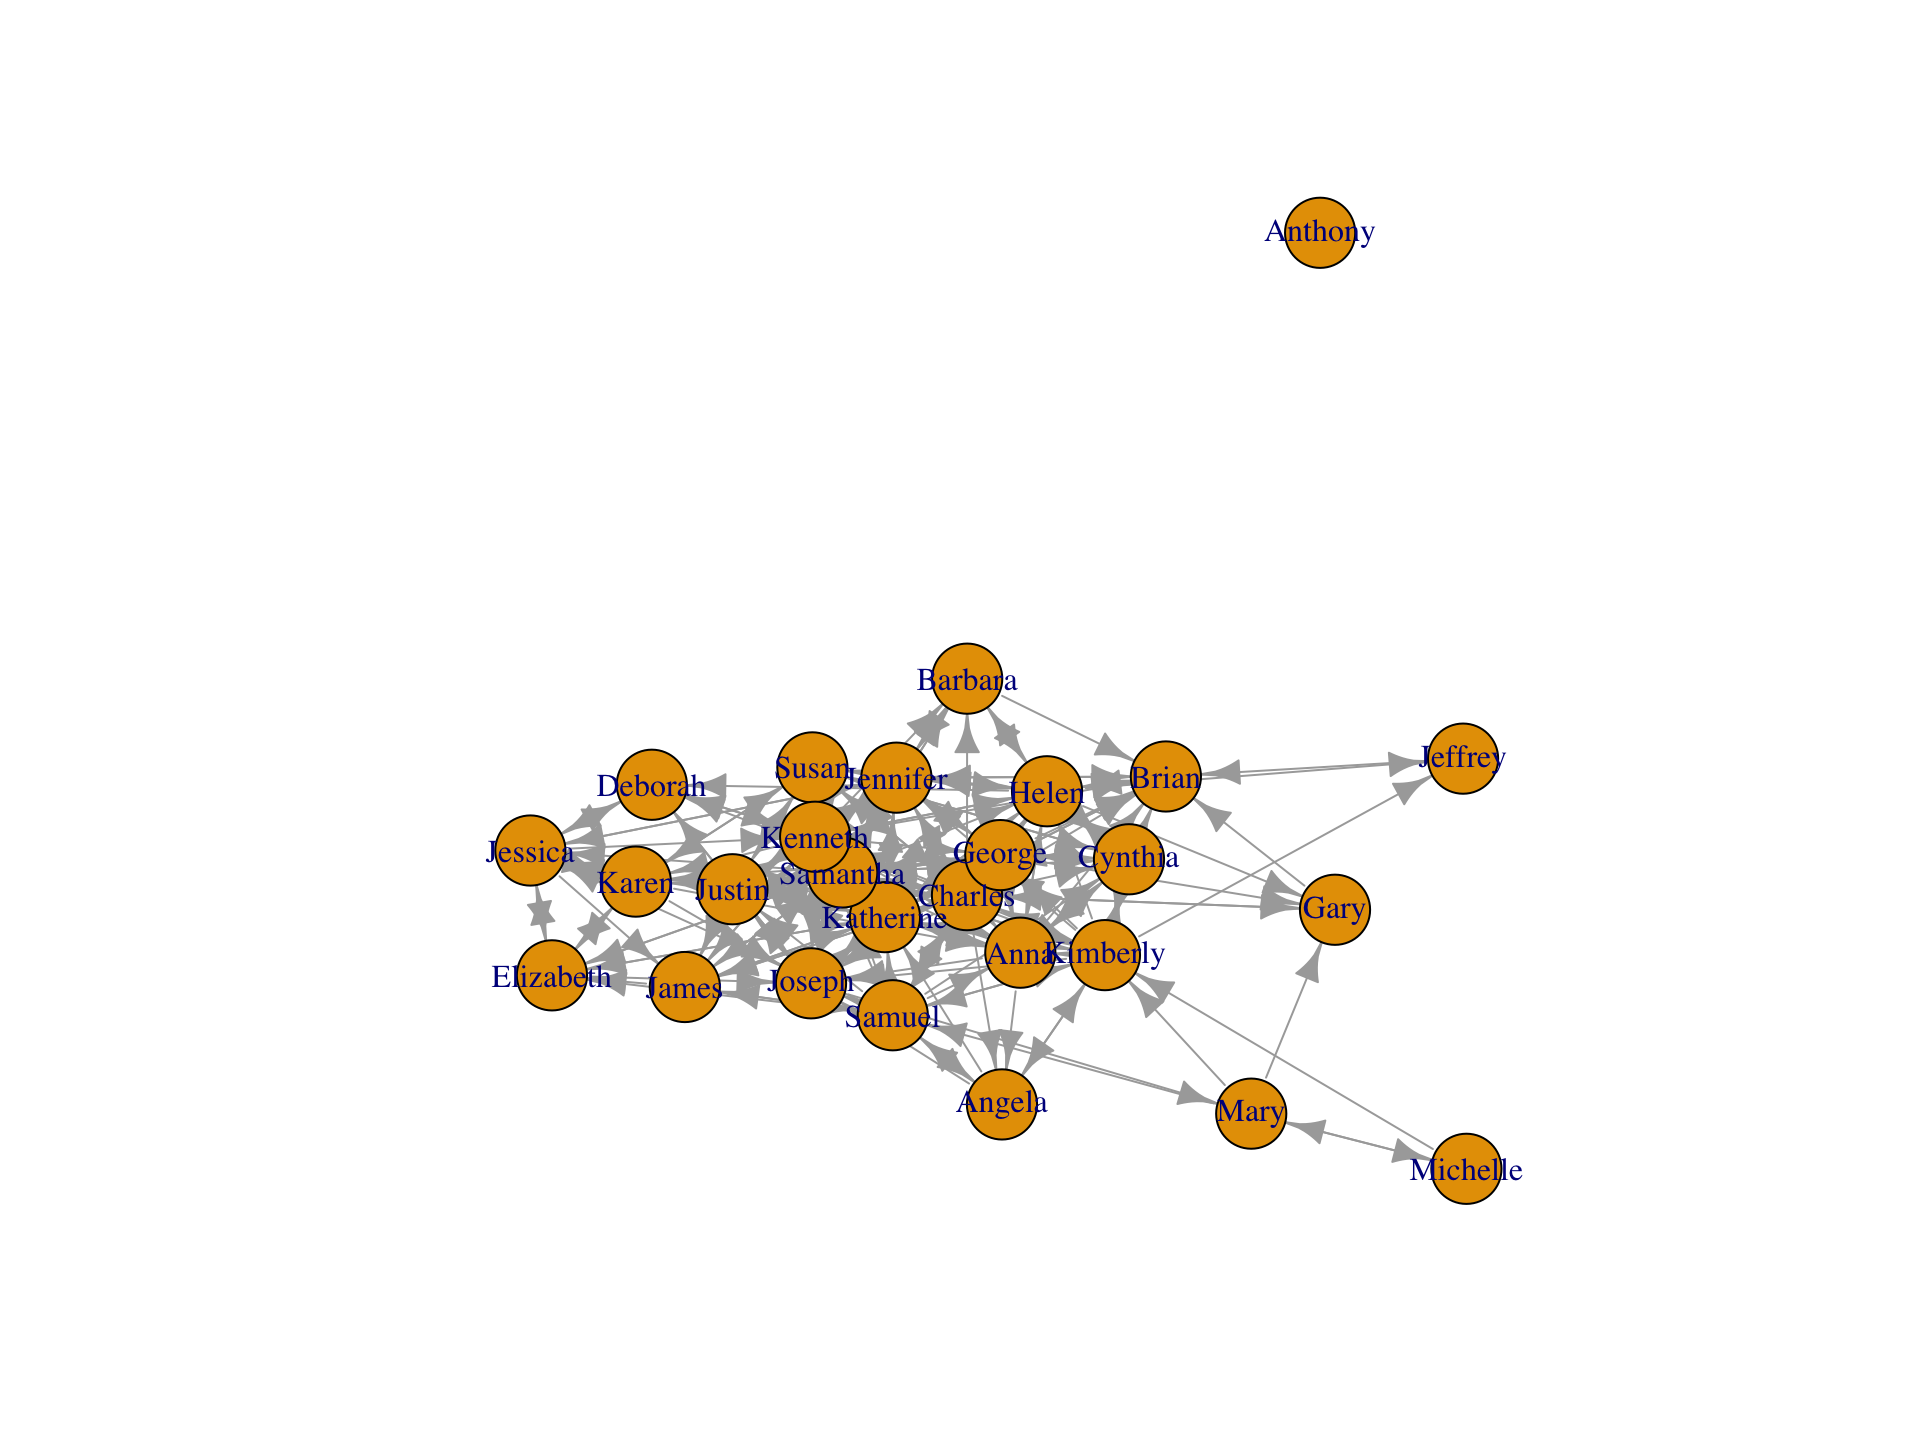 Anthony
Barbara
Jeffrey
Susan
Jennifer
Brian
Deborah
Helen
Kenneth
Jessica
George
Cynthia
Samantha
Karen
Justin
Charles
Gary
Katherine
Anna
Kimberly
Elizabeth
James
Joseph
Samuel
Angela
Mary
Michelle